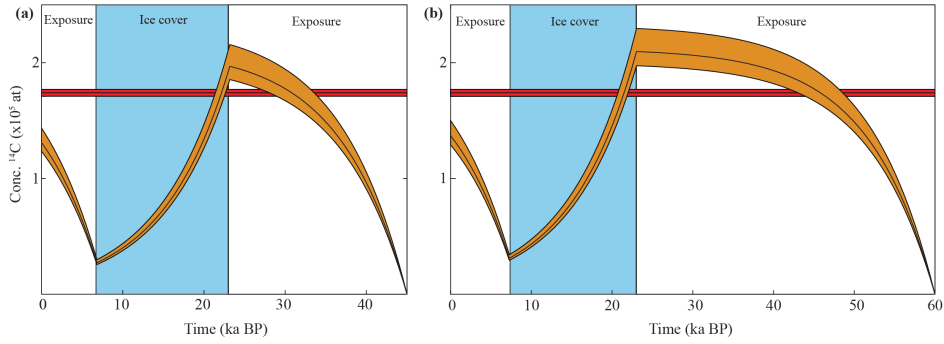 (a)
Exposure
Ice cover
Exposure
2
1
Conc. ¹⁴C (x10⁵ at)
0
10
20
30
40
Time (ka BP)
(b)
Exposure
Ice cover
Exposure
2
1
0
10
20
30
40
50
60
Time (ka BP)